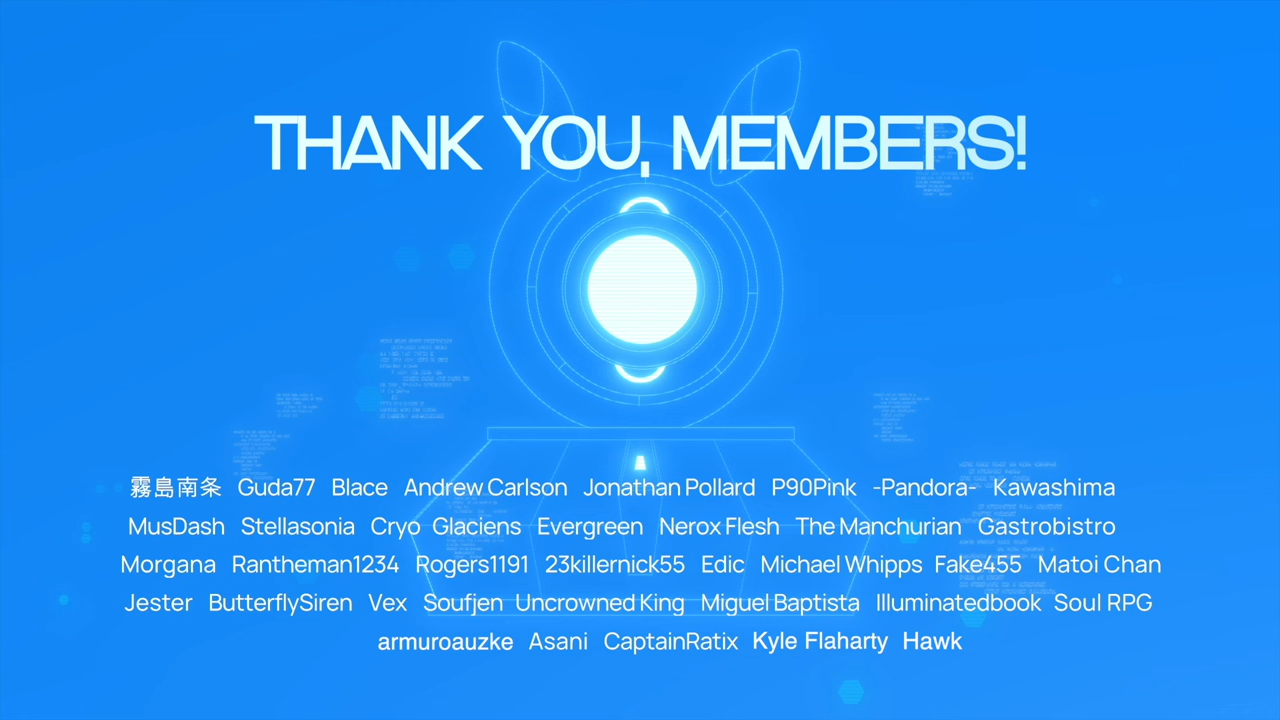 THANK YOU, MEMBERS!
霧島南条 Guda77 Blace Andrew Carlson Jonathan Pollard P90Pink -Pandora- Kawashima
MusDash Stellasonia Cryo Glaciens Evergreen Nerox Flesh The Manchurian Gastrobistro
Morgana Rantheman1234 Rogers1191 23killernick55 Edic Michael Whipps Fake455 Matoi Chan
Jester ButterflySiren Vex Soufjen Uncrowned King Miguel Baptista Illuminatedbook Soul RPG
armuroauzke Asani CaptainRatix Kyle Flaharty Hawk